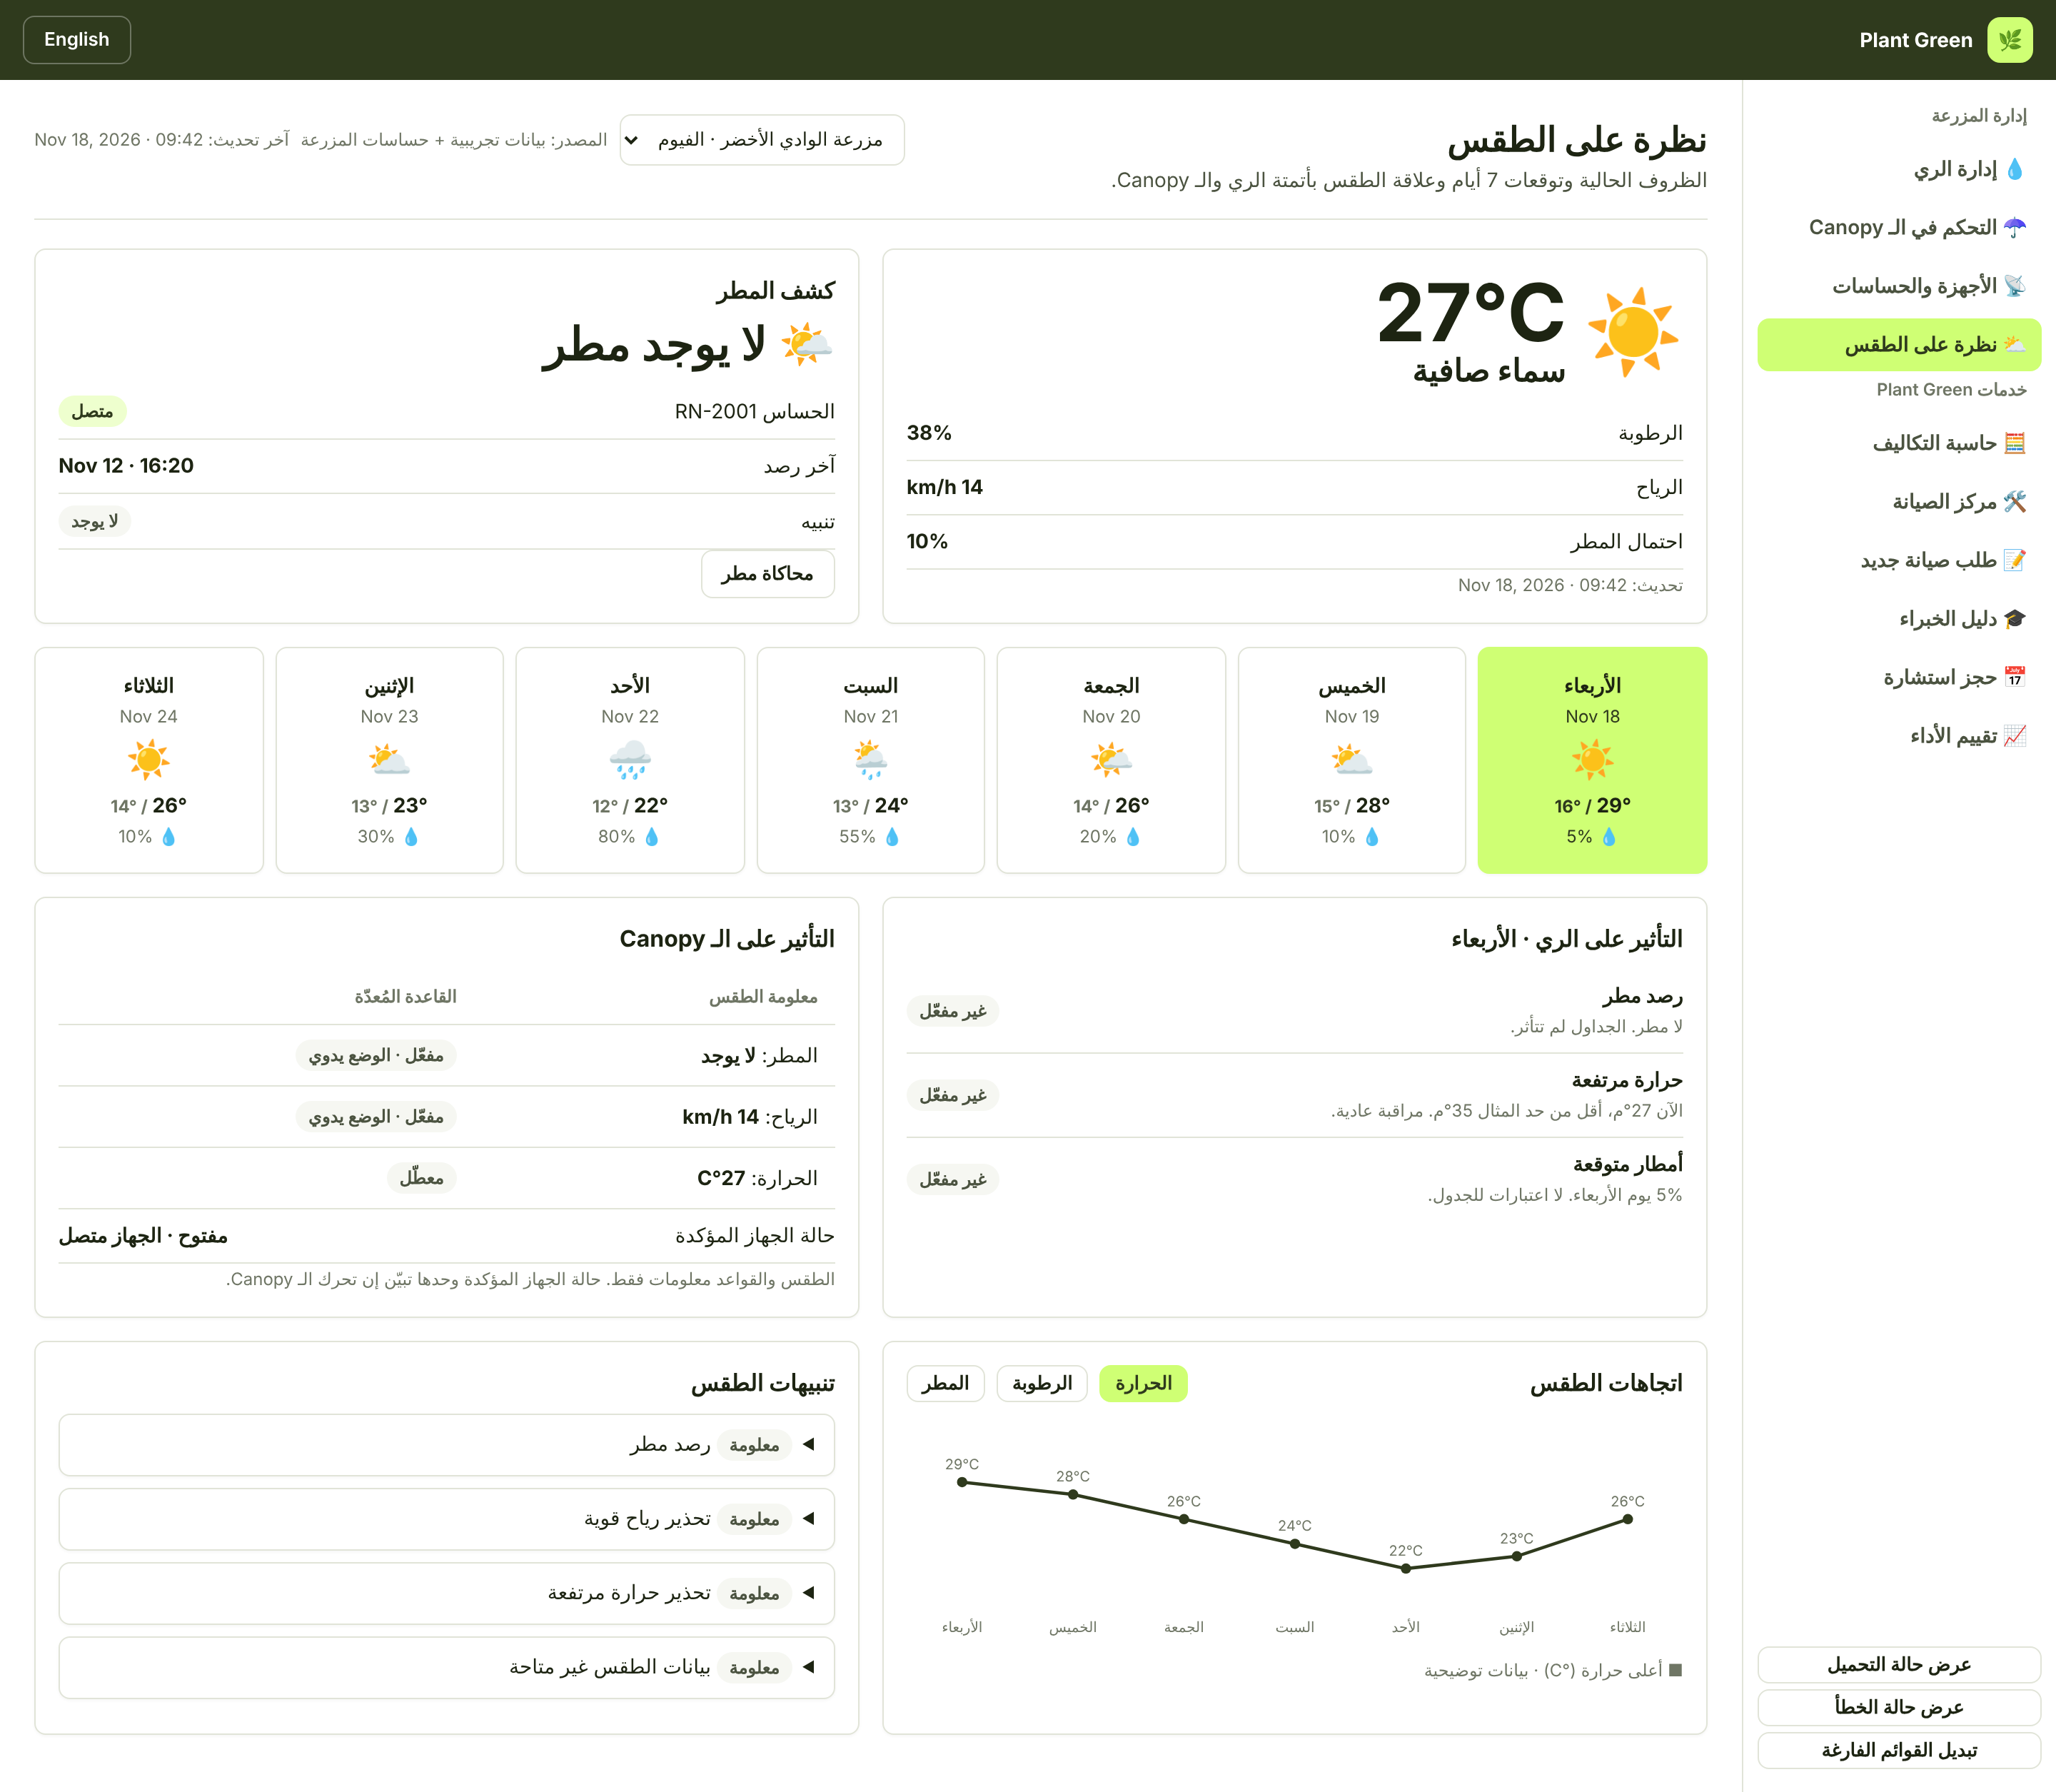 Plant Green
English
إدارة المزرعة
إدارة الري
التحكم في الـ Canopy
الأجهزة والحساسات
نظرة على الطقس
خدمات Plant Green
حاسبة التكاليف
مركز الصيانة
طلب صيانة جديد
دليل الخبراء
حجز استشارة
تقييم الأداء
عرض حالة التحميل
عرض حالة الخطأ
تبديل القوائم الفارغة
نظرة على الطقس
الظروف الحالية وتوقعات 7 أيام وعلاقة الطقس بأتمتة الري والـ Canopy.
مزرعة الوادي الأخضر · الفيوم
المصدر: بيانات تجريبية + حساسات المزرعة
آخر تحديث: Nov 18, 2026 · 09:42
27°C
سماء صافية
الرطوبة 38%
الرياح 14 km/h
احتمال المطر 10%
تحديث: Nov 18, 2026 · 09:42
كشف المطر
لا يوجد مطر
الحساس RN-2001 متصل
آخر رصد Nov 12 · 16:20
تنبيه لا يوجد
محاكاة مطر
الأربعاء
Nov 18
29° / 16°
5%
الخميس
Nov 19
28° / 15°
10%
الجمعة
Nov 20
26° / 14°
20%
السبت
Nov 21
24° / 13°
55%
الأحد
Nov 22
22° / 12°
80%
الإثنين
Nov 23
23° / 13°
30%
الثلاثاء
Nov 24
26° / 14°
10%
التأثير على الري · الأربعاء
رصد مطر
لا مطر. الجداول لم تتأثر.
غير مفعّل
حرارة مرتفعة
الآن 27°م، أقل من حد المثال 35°م. مراقبة عادية.
غير مفعّل
أمطار متوقعة
5% يوم الأربعاء. لا اعتبارات للجدول.
غير مفعّل
التأثير على الـ Canopy
معلومة الطقس القاعدة المُعدّة
المطر: لا يوجد مفعّل · الوضع يدوي
الرياح: 14 km/h مفعّل · الوضع يدوي
الحرارة: 27°C معطّل
حالة الجهاز المؤكدة مفتوح · الجهاز متصل
الطقس والقواعد معلومات فقط. حالة الجهاز المؤكدة وحدها تبيّن إن تحرك الـ Canopy.
اتجاهات الطقس
الحرارة
الرطوبة
المطر
29°C
28°C
26°C
24°C
22°C
23°C
26°C
الأربعاء
الخميس
الجمعة
السبت
الأحد
الإثنين
الثلاثاء
أعلى حرارة (°C) · بيانات توضيحية
تنبيهات الطقس
معلومة رصد مطر
معلومة تحذير رياح قوية
معلومة تحذير حرارة مرتفعة
معلومة بيانات الطقس غير متاحة